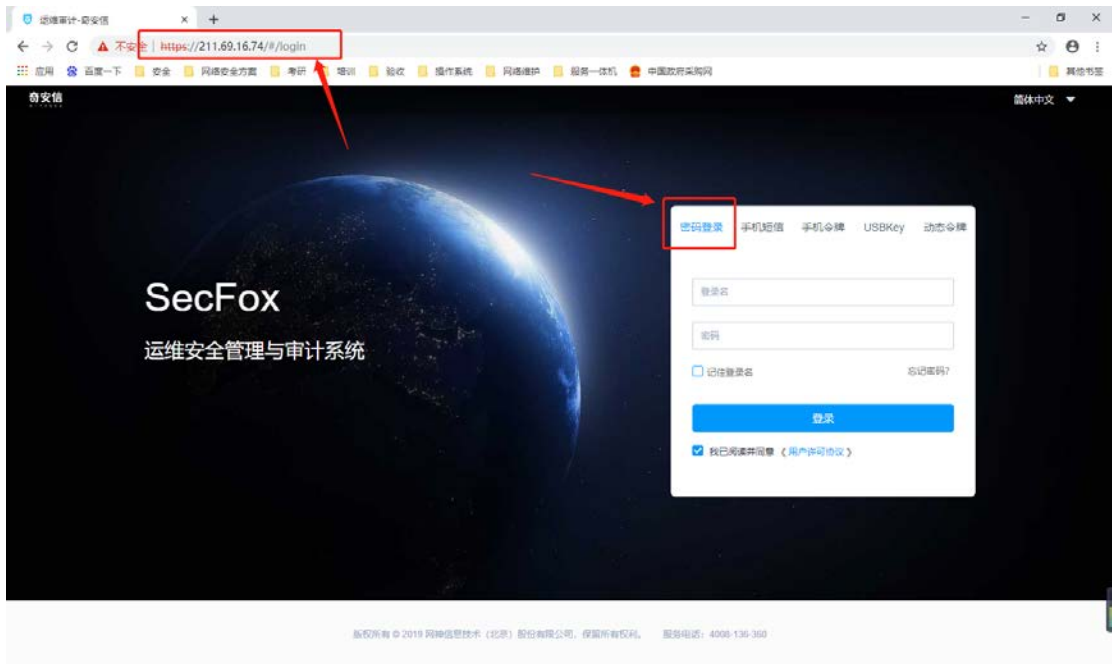 运维审计-奇安信
不安全 | https://211.69.16.74/#/login
应用 百度一下 安全 网络安全方面 考研 培训 验收 操作系统 网络维护 服务一体机 中国政府采购网 其他书签
奇安信
简体中文
密码登录 手机短信 手机令牌 USBKey 动态令牌
登录名
密码
记住登录名 忘记密码?
登录
我已阅读并同意《用户许可协议》
SecFox
运维安全管理与审计系统
版权所有 © 2019 网神信息技术（北京）股份有限公司，保留所有权利。 服务电话：4008-136-360